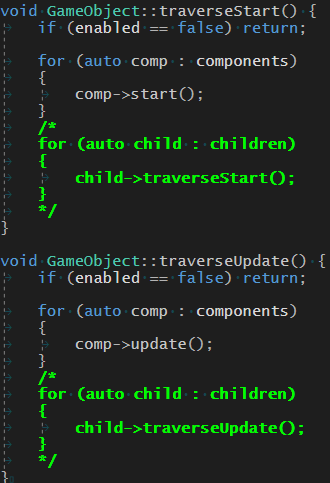 void GameObject::traverseStart() {
    if (enabled == false) return;

    for (auto comp : components)
    {
        comp->start();
    }
    /*
    for (auto child : children)
    {
        child->traverseStart();
    }
    */
}

void GameObject::traverseUpdate() {
    if (enabled == false) return;

    for (auto comp : components)
    {
        comp->update();
    }
    /*
    for (auto child : children)
    {
        child->traverseUpdate();
    }
    */
}